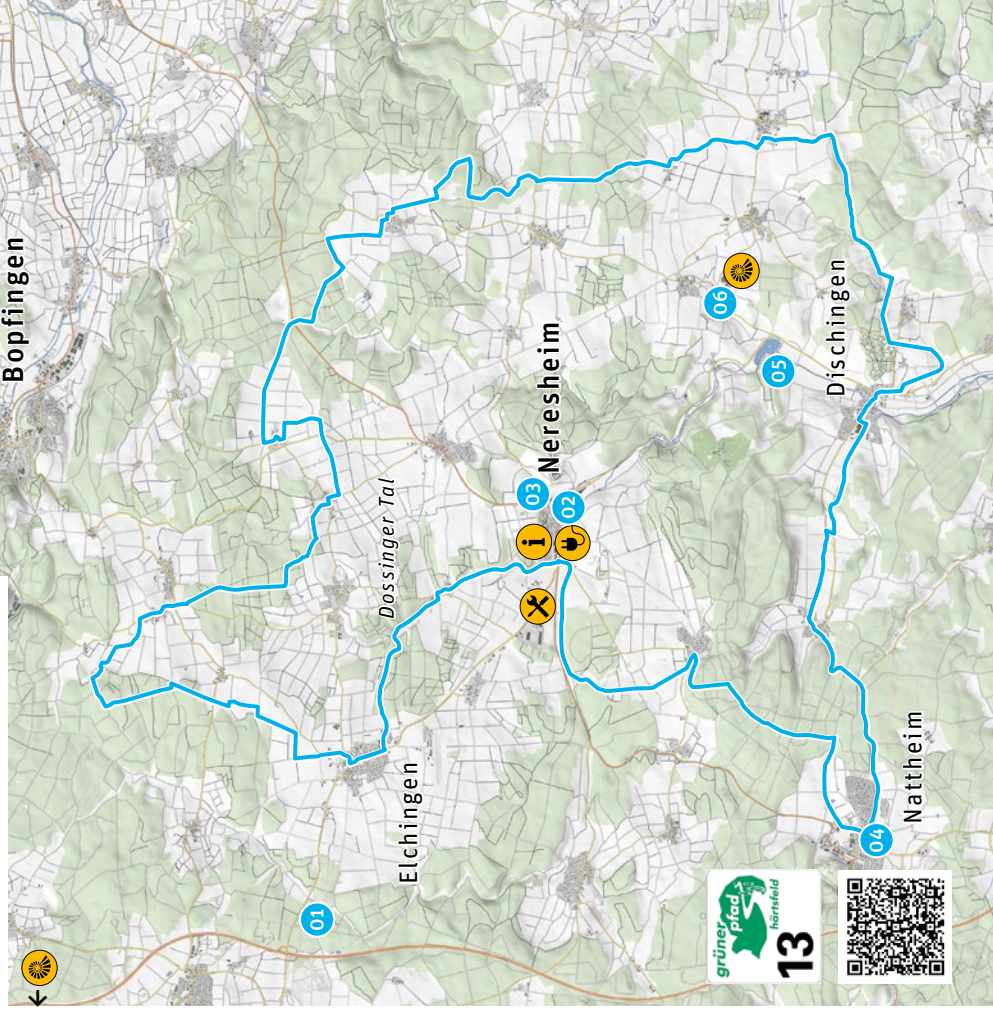 Bopfingen
01
Elchingen
Dossinger Tal
03
i
02
Neresheim
06
05
Dischingen
04
Nattheim
grüner
pfad
härtsfeld
13